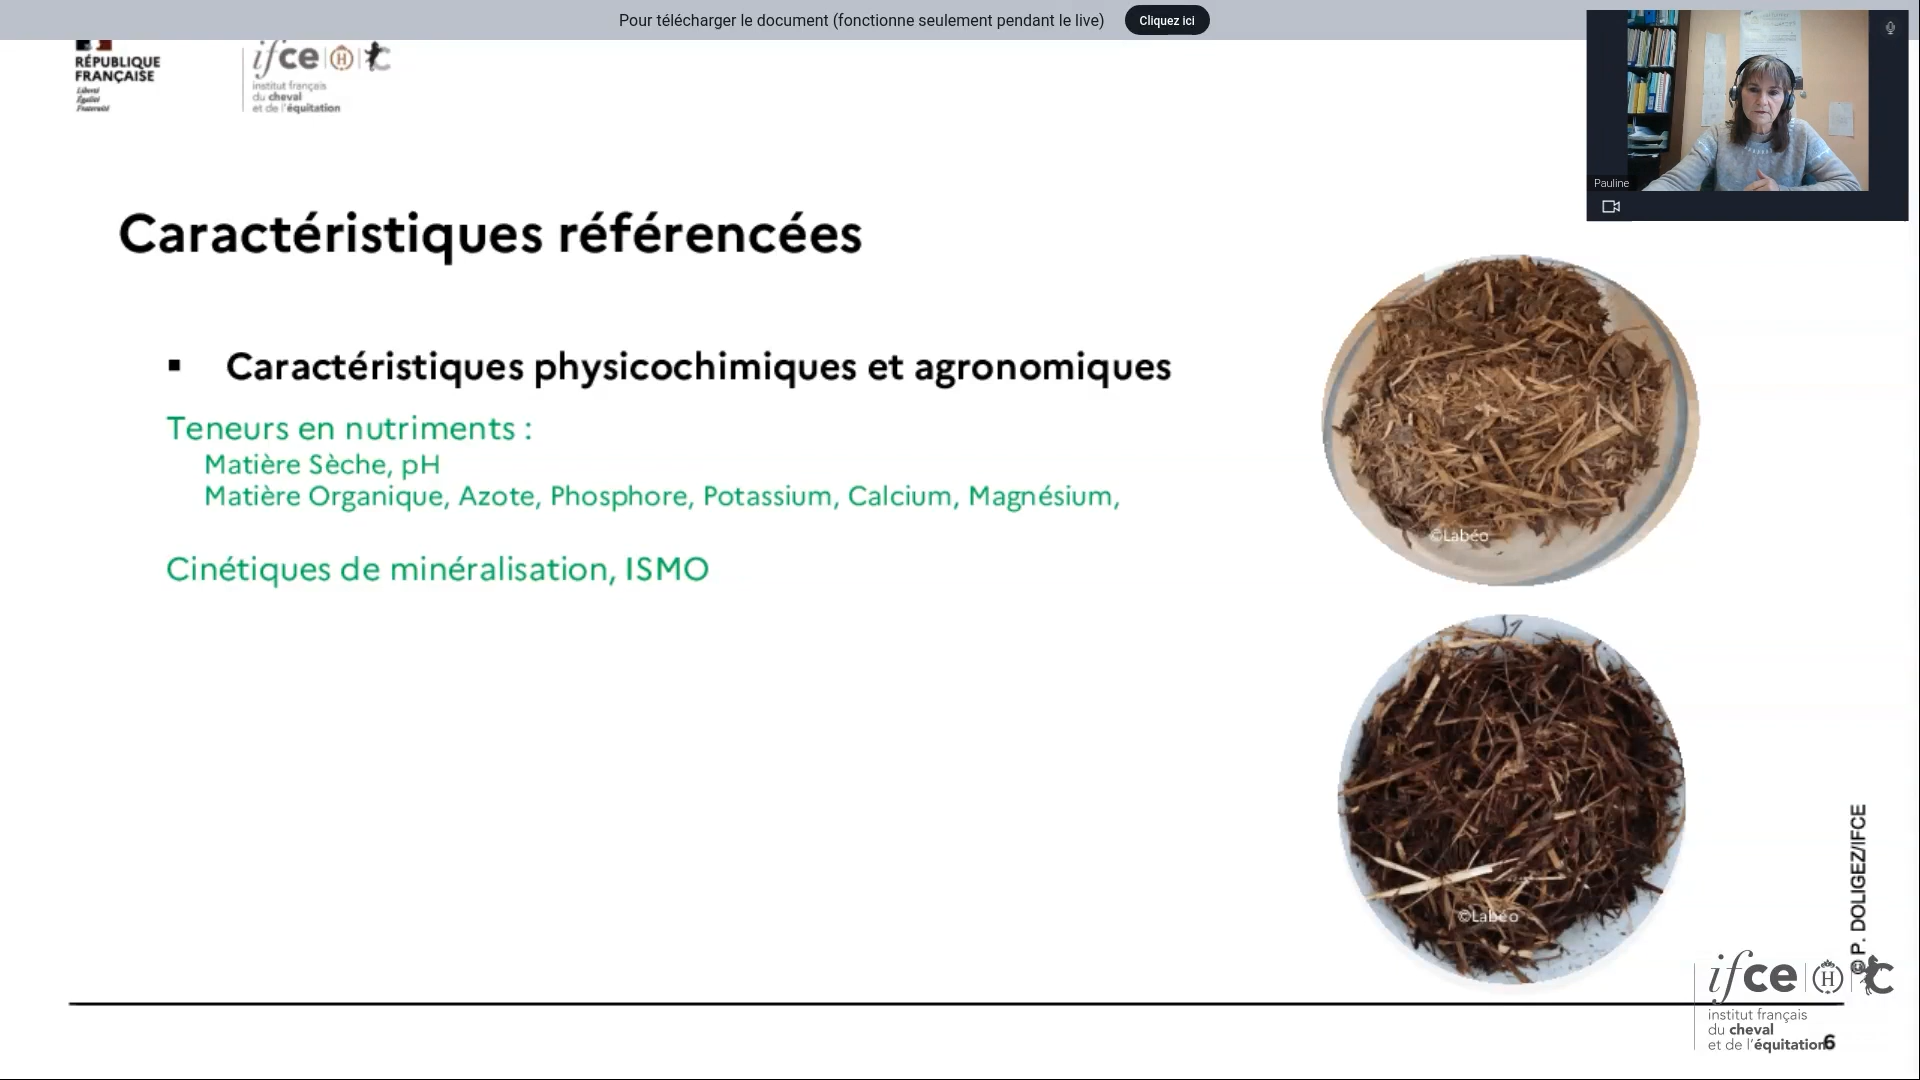 Pour télécharger le document (fonctionne seulement pendant le live)
Cliquez ici
RÉPUBLIQUE
FRANÇAISE
Liberté
Égalité
Fraternité
ifce
institut français
du cheval
et de l'équitation
Pauline
Caractéristiques référencées
▪ Caractéristiques physicochimiques et agronomiques
Teneurs en nutriments :
Matière Sèche, pH
Matière Organique, Azote, Phosphore, Potassium, Calcium, Magnésium,
Cinétiques de minéralisation, ISMO
©Labéo
©Labéo
© P. DOLIGEZ/IFCE
ifce
institut français
du cheval
et de l'équitation
6